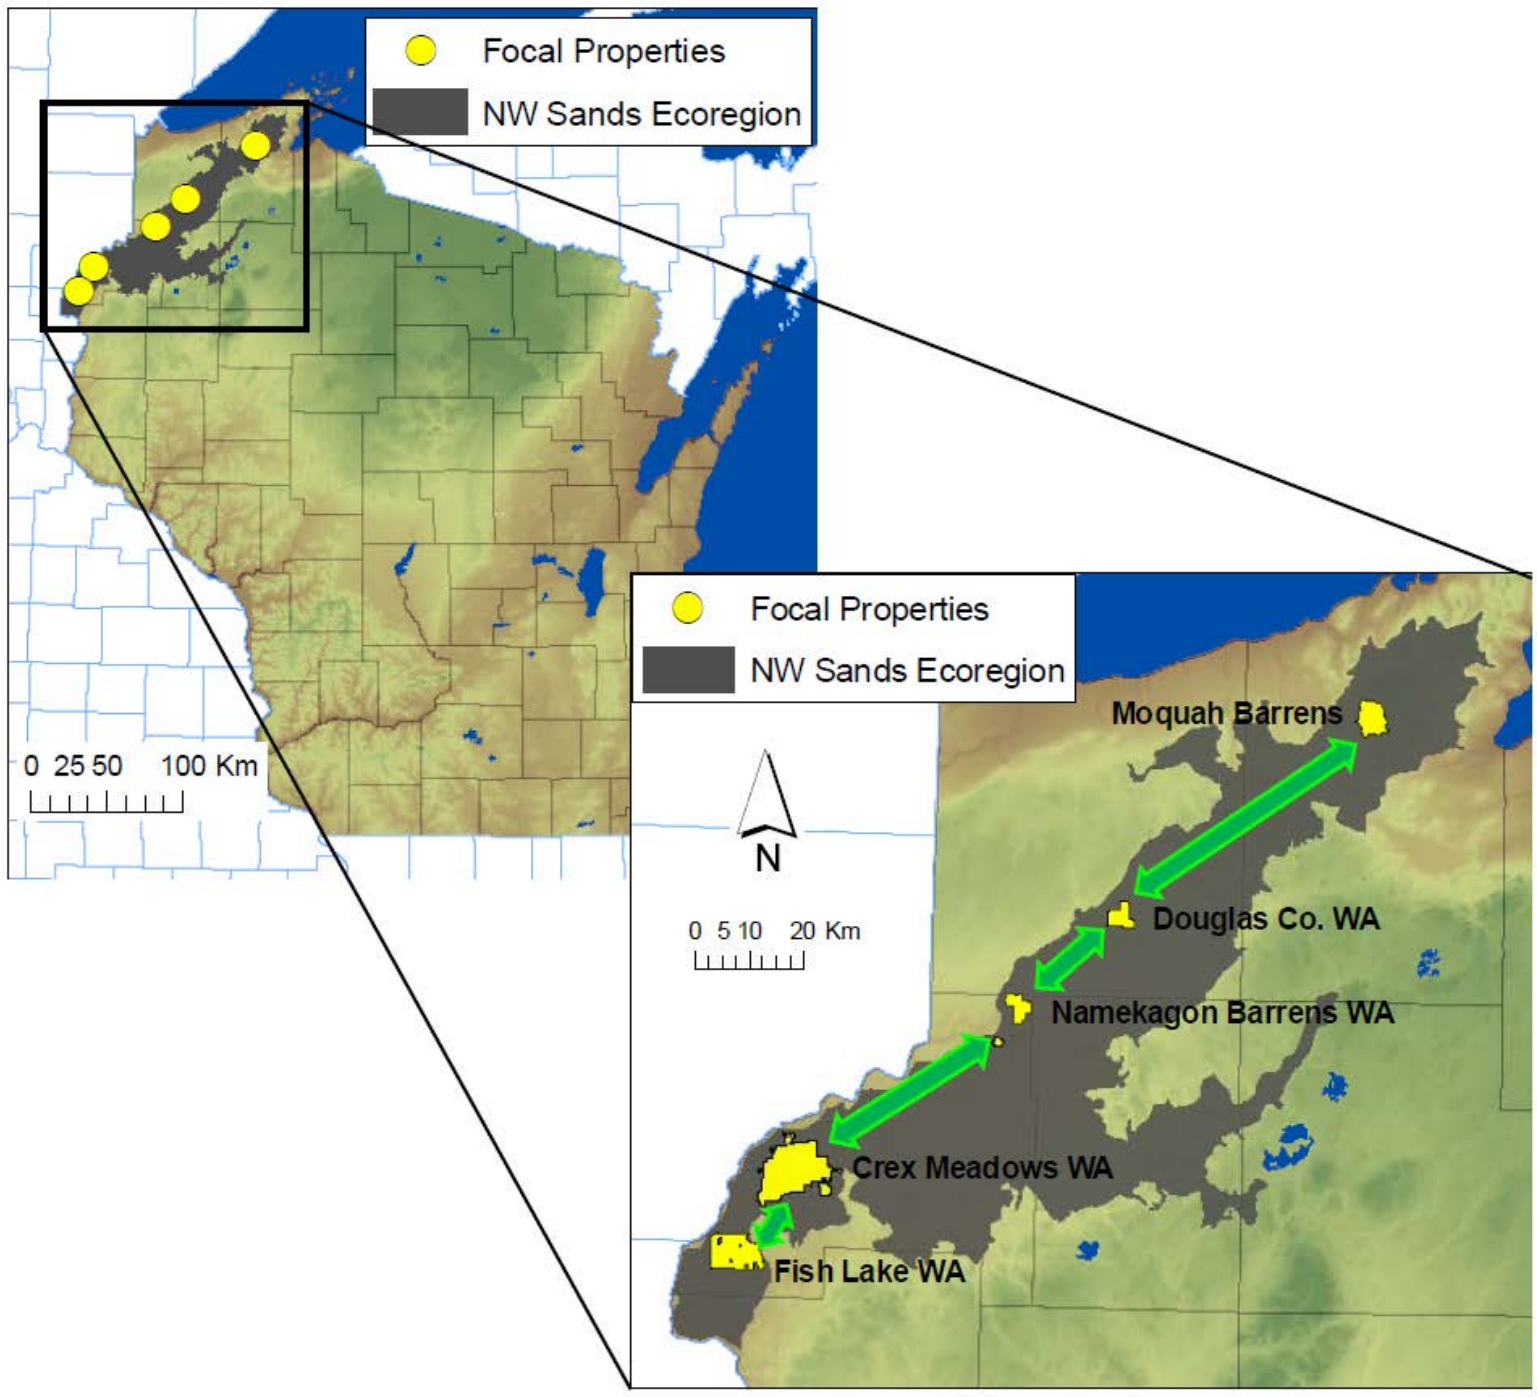 Focal Properties
NW Sands Ecoregion
0 25 50 100 Km
Focal Properties
NW Sands Ecoregion
Moquah Barrens
N
0 5 10 20 Km
Douglas Co. WA
Namekagon Barrens WA
Crex Meadows WA
Fish Lake WA